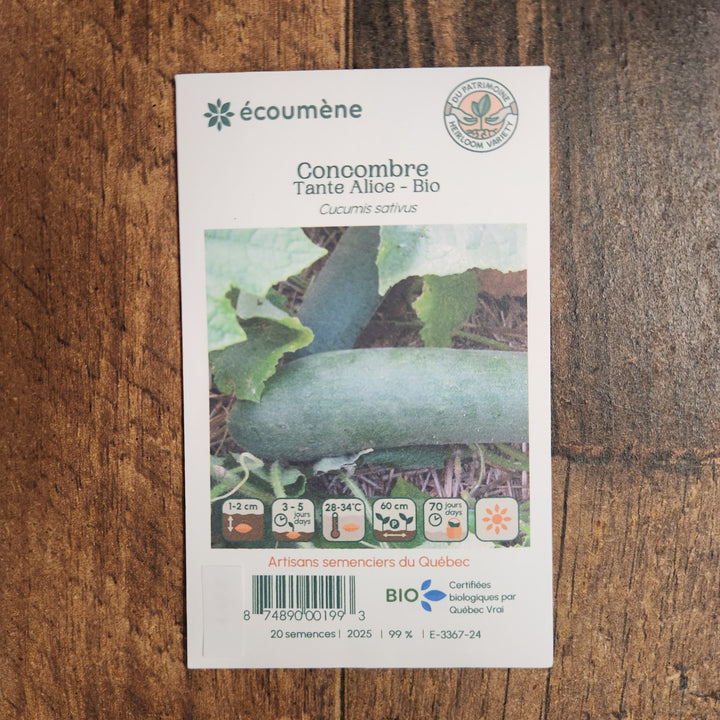 écoumène
DU PATRIMOINE
HEIRLOOM VARIETY
Concombre
Tante Alice - Bio
Cucumis sativus
1-2 cm
3 - 5
jours
days
28-34°C
60 cm
P
70 jours
days
Artisans semenciers du Québec
8 74890 00199 3
BIO
Certifiées
biologiques par
Québec Vrai
20 semences | 2025 | 99 % | E-3367-24